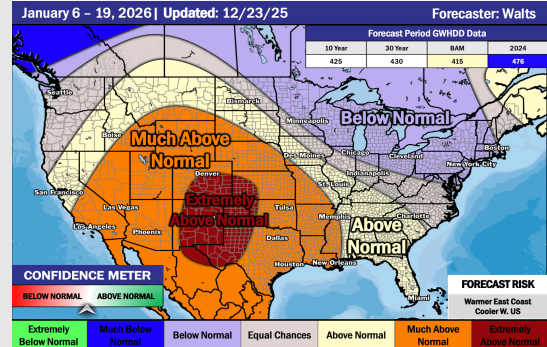 January 6 – 19, 2026| Updated: 12/23/25
Forecaster: Walts
Forecast Period GWHDD Data
10 Year 30 Year BAM 2024
425 430 415 476
Seattle
Bismarck
Minneapolis
Below Normal
Boise
Much Above
Normal
Boston
Chicago
Cleveland
New York City
Des Moines
Denver
Indianapolis
St. Louis
San Francisco
Extremely
Above Normal
Las Vegas
Tulsa
Memphis
Charlotte
Los Angeles
Phoenix
Dallas
Above
Normal
Houston
New Orleans
Miami
CONFIDENCE METER
BELOW NORMAL
ABOVE NORMAL
FORECAST RISK
Warmer East Coast
Cooler W. US
Extremely
Below Normal
Much Below
Normal
Below Normal
Equal Chances
Above Normal
Much Above
Normal
Extremely
Above Normal